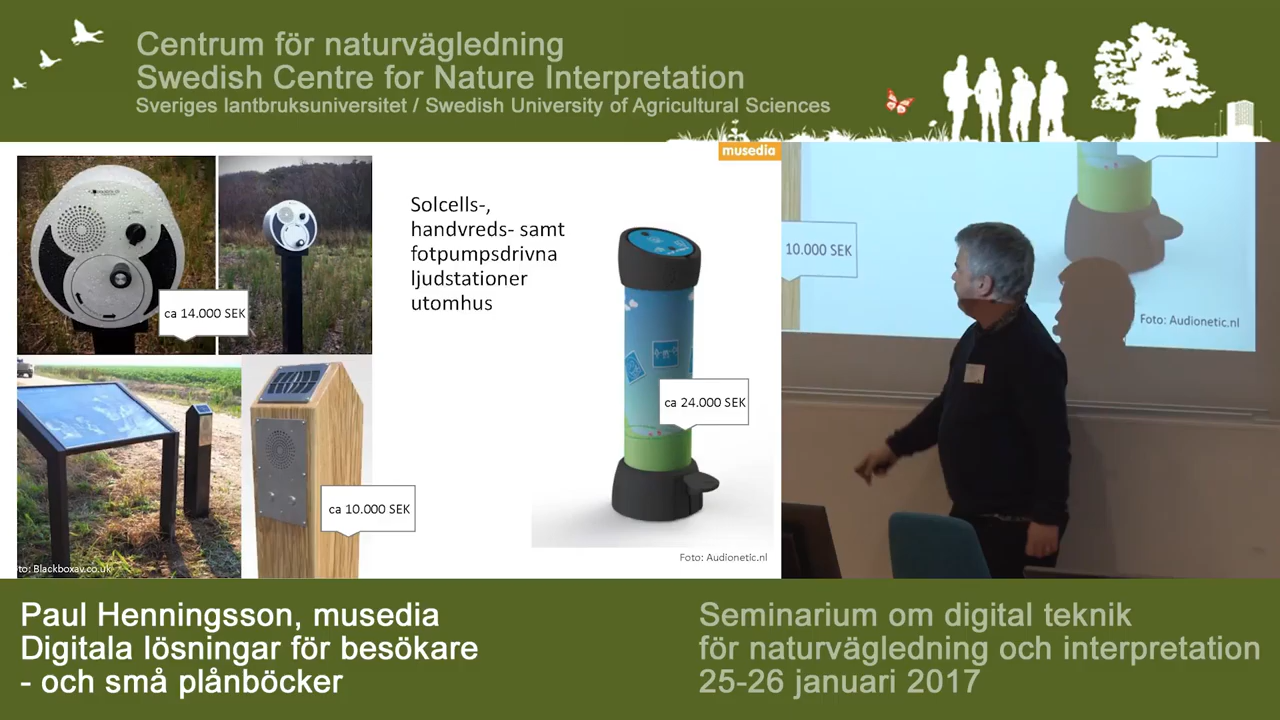 Centrum för naturvägledning
Swedish Centre for Nature Interpretation
Sveriges lantbruksuniversitet / Swedish University of Agricultural Sciences
musedia
Solcells-,
handvreds- samt
fotpumpsdrivna
ljudstationer
utomhus
ca 14.000 SEK
ca 24.000 SEK
ca 10.000 SEK
oto: Blackboxav.co.uk
Foto: Audionetic.nl
10.000 SEK
Foto: Audionetic.nl
Paul Henningsson, musedia
Digitala lösningar för besökare
- och små plånböcker
Seminarium om digital teknik
för naturvägledning och interpretation
25-26 januari 2017